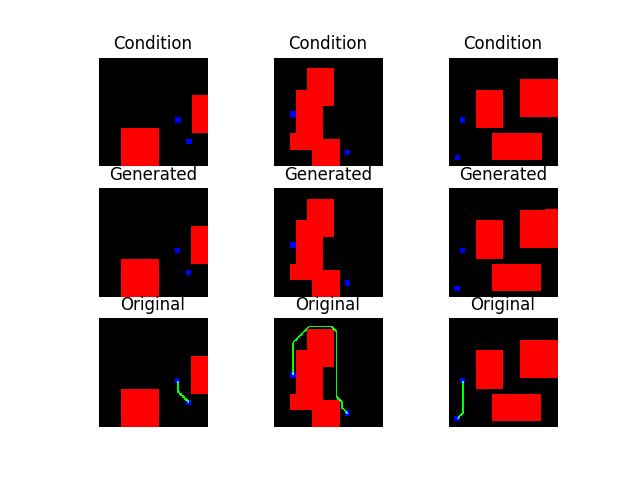 Condition
Condition
Condition
Generated
Generated
Generated
Original
Original
Original